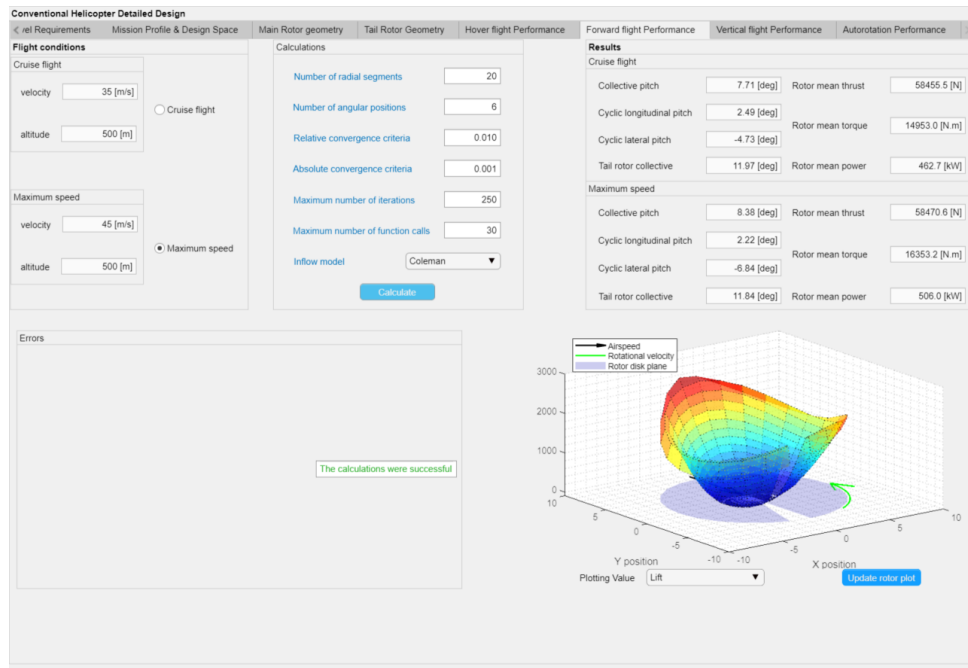 Conventional Helicopter Detailed Design
Mission Profile & Design Space Main Rotor geometry Tail Rotor Geometry Hover flight Performance Forward flight Performance Vertical flight Performance Autorotation Performance
Flight conditions
Cruise flight
velocity 35 [m/s]
Cruise flight
altitude 500 [m]
Maximum speed
velocity 45 [m/s]
Maximum speed
altitude 500 [m]
Calculations
Number of radial segments 20
Number of angular positions 6
Relative convergence criteria 0.010
Absolute convergence criteria 0.001
Maximum number of iterations 250
Maximum number of function calls 30
Inflow model Coleman
Calculate
Results
Cruise flight
Collective pitch 7.71 [deg] Rotor mean thrust 58455.5 [N]
Cyclic longitudinal pitch 2.49 [deg]
Rotor mean torque 14953.0 [N.m]
Cyclic lateral pitch -4.73 [deg]
Tail rotor collective 11.97 [deg] Rotor mean power 462.7 [kW]
Maximum speed
Collective pitch 8.38 [deg] Rotor mean thrust 58470.6 [N]
Cyclic longitudinal pitch 2.22 [deg]
Rotor mean torque 16353.2 [N.m]
Cyclic lateral pitch -6.84 [deg]
Tail rotor collective 11.84 [deg] Rotor mean power 506.0 [kW]
Errors
The calculations were successful
Airspeed
Rotational velocity
Rotor disk plane
3000
2000
1000
0
10
5
0
-5
-10
-10
-5
0
5
10
Y position
X position
Plotting Value Lift
Update rotor plot